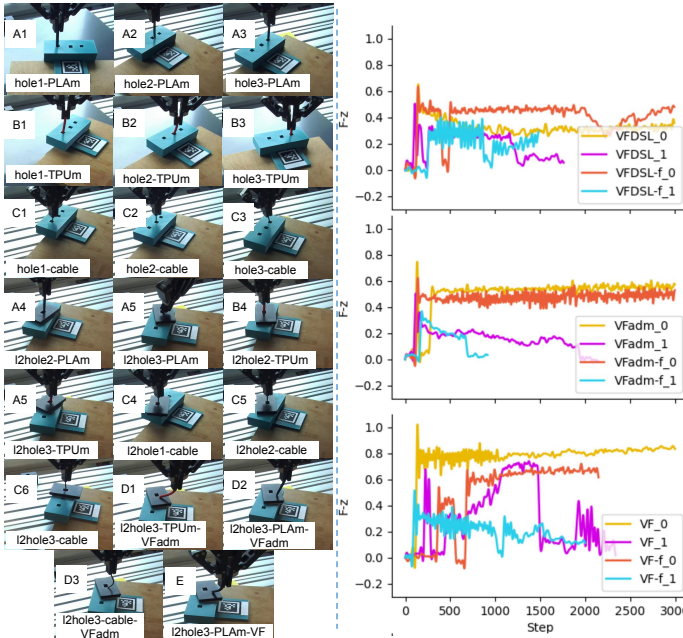 A1
A2
A3
hole1-PLAm
hole2-PLAm
hole3-PLAm
B1
B2
B3
hole1-TPUm
hole2-TPUm
hole3-TPUm
C1
C2
C3
hole1-cable
hole2-cable
hole3-cable
A4
A5
B4
l2hole2-PLAm
l2hole3-PLAm
l2hole2-TPUm
A5
C4
C5
l2hole3-TPUm
l2hole1-cable
l2hole2-cable
C6
D1
D2
l2hole3-cable
l2hole3-TPUm-
VFadm
l2hole3-PLAm-
VFadm
D3
E
l2hole3-cable-
VFadm
l2hole3-PLAm-VF
1.0
0.8
0.6
0.4
0.2
0.0
−0.2
F-z
VFDSL_0
VFDSL_1
VFDSL-f_0
VFDSL-f_1
1.0
0.8
0.6
0.4
0.2
0.0
−0.2
F-z
VFadm_0
VFadm_1
VFadm-f_0
VFadm-f_1
1.0
0.8
0.6
0.4
0.2
0.0
−0.2
F-z
VF_0
VF_1
VF-f_0
VF-f_1
0
500
1000
1500
2000
2500
3000
Step